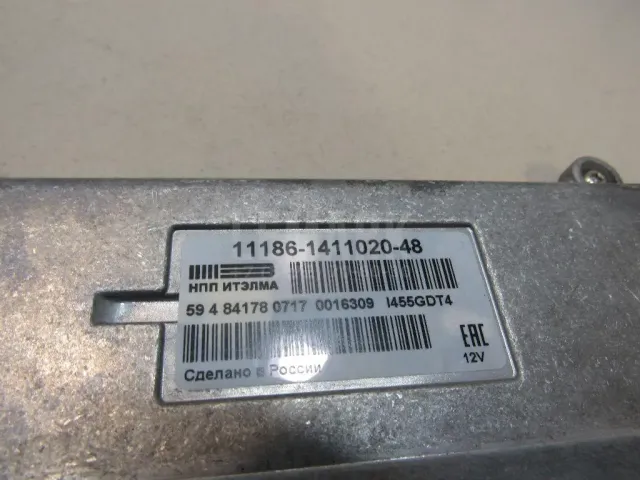 11186-1411020-48
НПП ИТЭЛМА
59 4 84178 0717 0016309 I455GDT4
EAC
12V
Сделано в России